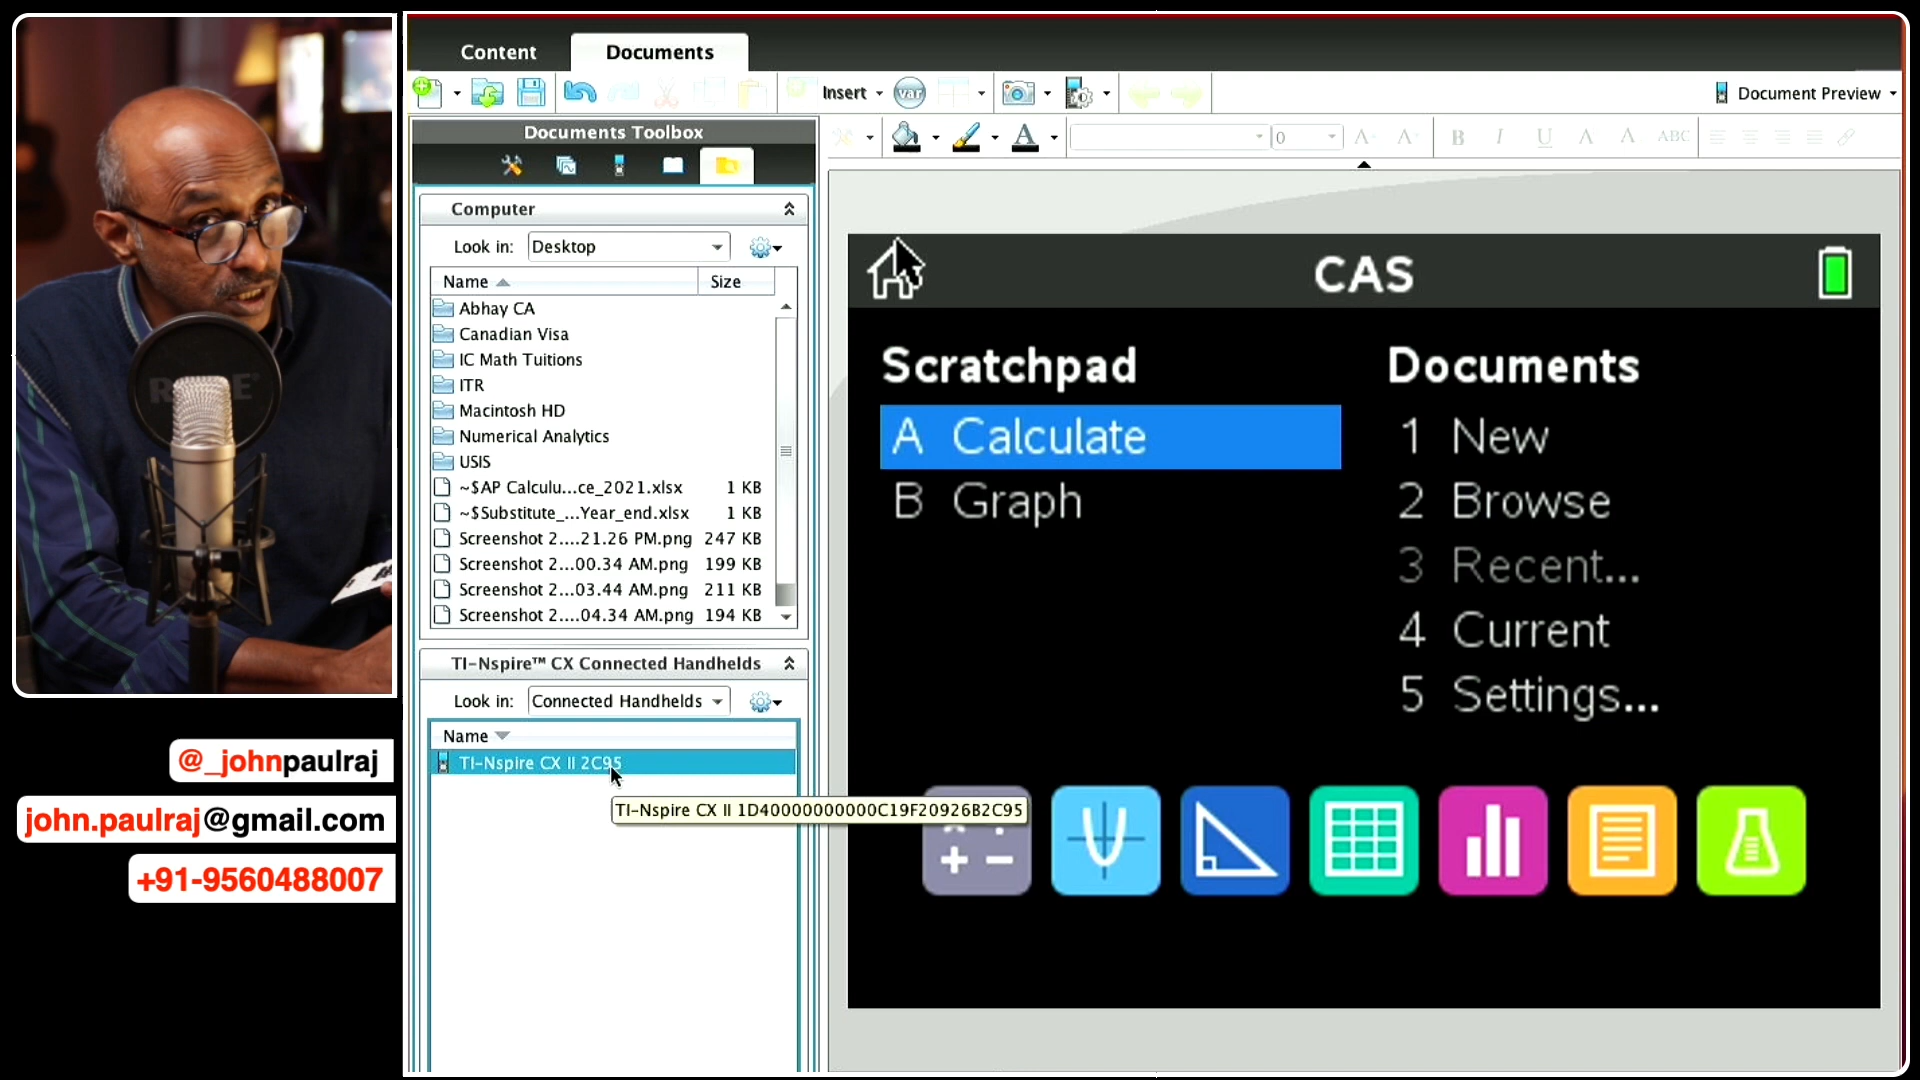 Content
Documents
Insert
var
Document Preview
Documents Toolbox
0
B I U A A ABC
A
Computer
Look in: Desktop
Name Size
Abhay CA
Canadian Visa
IC Math Tuitions
ITR
Macintosh HD
Numerical Analytics
USIS
~$AP Calculu...ce_2021.xlsx 1 KB
~$Substitute_...Year_end.xlsx 1 KB
Screenshot 2....21.26 PM.png 247 KB
Screenshot 2...00.34 AM.png 199 KB
Screenshot 2...03.44 AM.png 211 KB
Screenshot 2....04.34 AM.png 194 KB
TI-Nspire™ CX Connected Handhelds
Look in: Connected Handhelds
Name
TI-Nspire CX II 2C95
TI-Nspire CX II 1D40000000000C19F20926B2C95
CAS
Scratchpad
A Calculate
B Graph
Documents
1 New
2 Browse
3 Recent...
4 Current
5 Settings...
@_johnpaulraj
john.paulraj@gmail.com
+91-9560488007